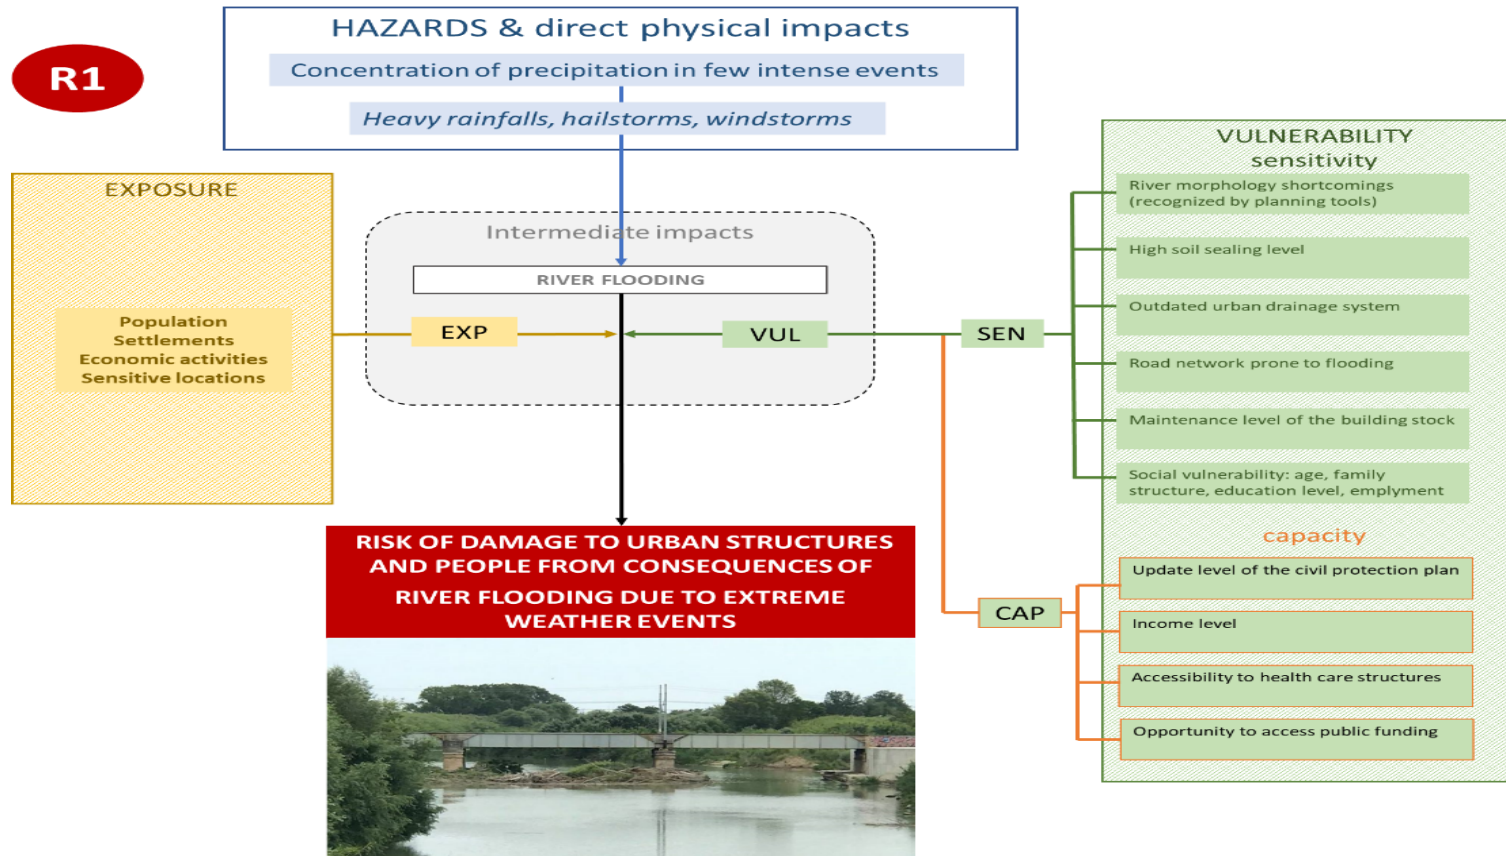 HAZARDS & direct physical impacts
R1
Concentration of precipitation in few intense events
Heavy rainfalls, hailstorms, windstorms
EXPOSURE
Population
Settlements
Economic activities
Sensitive locations
Intermediate impacts
RIVER FLOODING
EXP
VUL
SEN
CAP
VULNERABILITY
sensitivity
River morphology shortcomings
(recognized by planning tools)
High soil sealing level
Outdated urban drainage system
Road network prone to flooding
Maintenance level of the building stock
Social vulnerability: age, family
structure, education level, emplyment
capacity
Update level of the civil protection plan
Income level
Accessibility to health care structures
Opportunity to access public funding
RISK OF DAMAGE TO URBAN STRUCTURES
AND PEOPLE FROM CONSEQUENCES OF
RIVER FLOODING DUE TO EXTREME
WEATHER EVENTS